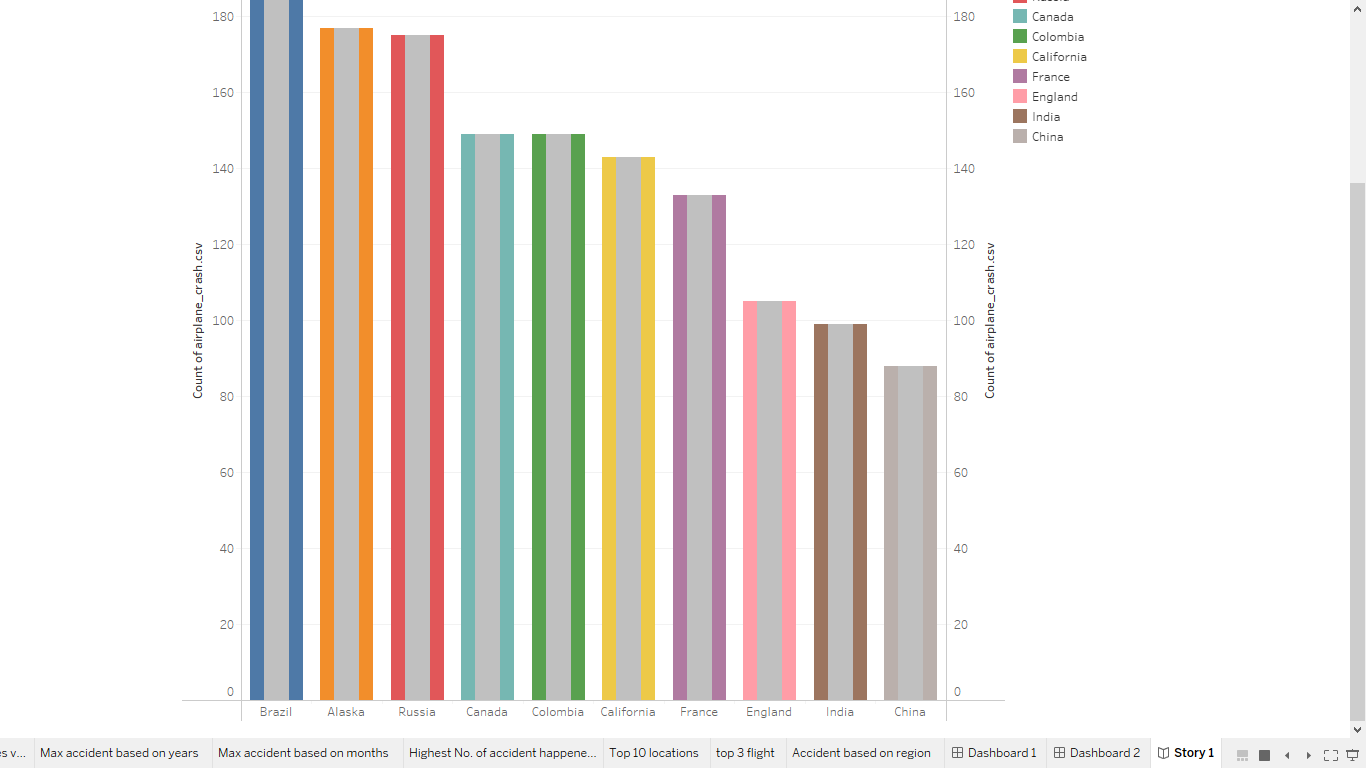 Russia
180
180
Canada
Colombia
California
160
160
France
England
India
China
140
140
120
120
Count of airplane_crash.csv
Count of airplane_crash.csv
100
100
80
80
60
60
40
40
20
20
0
0
Brazil Alaska Russia Canada Colombia California France England India China
es v... Max accident based on years Max accident based on months Highest No. of accident happene... Top 10 locations top 3 flight Accident based on region Dashboard 1 Dashboard 2 Story 1